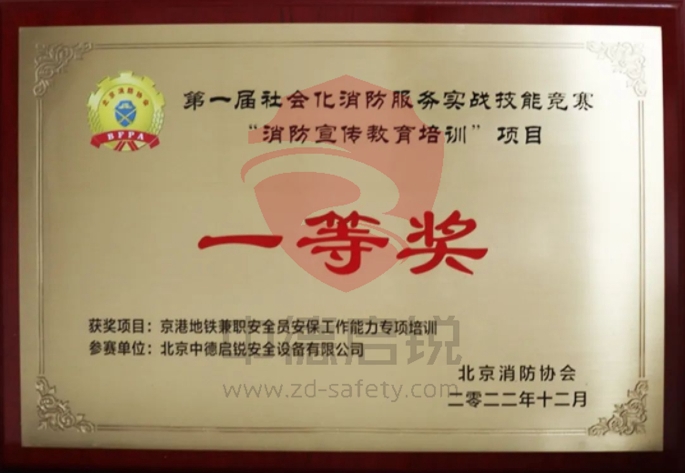 北京消防协会
BFPA
第一届社会化消防服务实战技能竞赛
“消防宣传教育培训”项目
一等奖
获奖项目：京港地铁兼职安全员安保工作能力专项培训
参赛单位：北京中德启锐安全设备有限公司
中德启锐
www.zd-safety.com
北京消防协会
二零二二年十二月